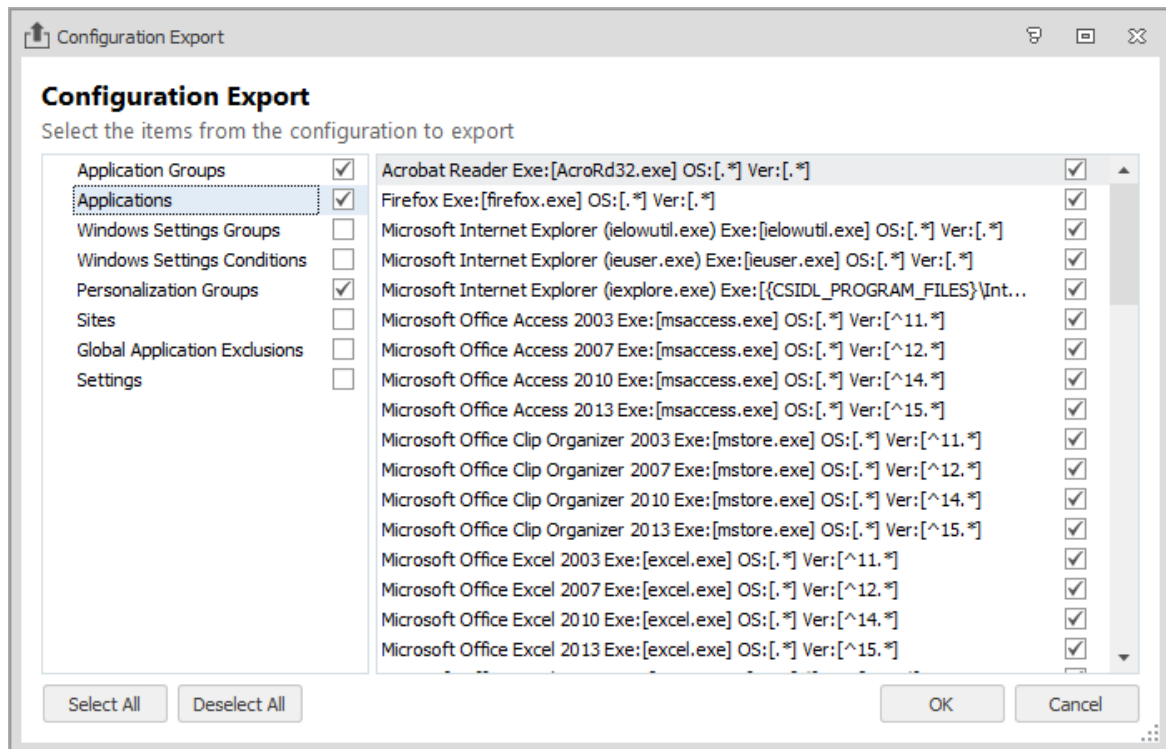 Configuration Export
Configuration Export
Select the items from the configuration to export
Application Groups
Applications
Windows Settings Groups
Windows Settings Conditions
Personalization Groups
Sites
Global Application Exclusions
Settings
Acrobat Reader Exe:[AcroRd32.exe] OS:[.*] Ver:[.*]
Firefox Exe:[firefox.exe] OS:[.*] Ver:[.*]
Microsoft Internet Explorer (ielowutil.exe) Exe:[ielowutil.exe] OS:[.*] Ver:[.*]
Microsoft Internet Explorer (ieuser.exe) Exe:[ieuser.exe] OS:[.*] Ver:[.*]
Microsoft Internet Explorer (iexplore.exe) Exe:[{CSIDL_PROGRAM_FILES}\Int...
Microsoft Office Access 2003 Exe:[msaccess.exe] OS:[.*] Ver:[^11.*]
Microsoft Office Access 2007 Exe:[msaccess.exe] OS:[.*] Ver:[^12.*]
Microsoft Office Access 2010 Exe:[msaccess.exe] OS:[.*] Ver:[^14.*]
Microsoft Office Access 2013 Exe:[msaccess.exe] OS:[.*] Ver:[^15.*]
Microsoft Office Clip Organizer 2003 Exe:[mstore.exe] OS:[.*] Ver:[^11.*]
Microsoft Office Clip Organizer 2007 Exe:[mstore.exe] OS:[.*] Ver:[^12.*]
Microsoft Office Clip Organizer 2010 Exe:[mstore.exe] OS:[.*] Ver:[^14.*]
Microsoft Office Clip Organizer 2013 Exe:[mstore.exe] OS:[.*] Ver:[^15.*]
Microsoft Office Excel 2003 Exe:[excel.exe] OS:[.*] Ver:[^11.*]
Microsoft Office Excel 2007 Exe:[excel.exe] OS:[.*] Ver:[^12.*]
Microsoft Office Excel 2010 Exe:[excel.exe] OS:[.*] Ver:[^14.*]
Microsoft Office Excel 2013 Exe:[excel.exe] OS:[.*] Ver:[^15.*]
Select All
Deselect All
OK
Cancel